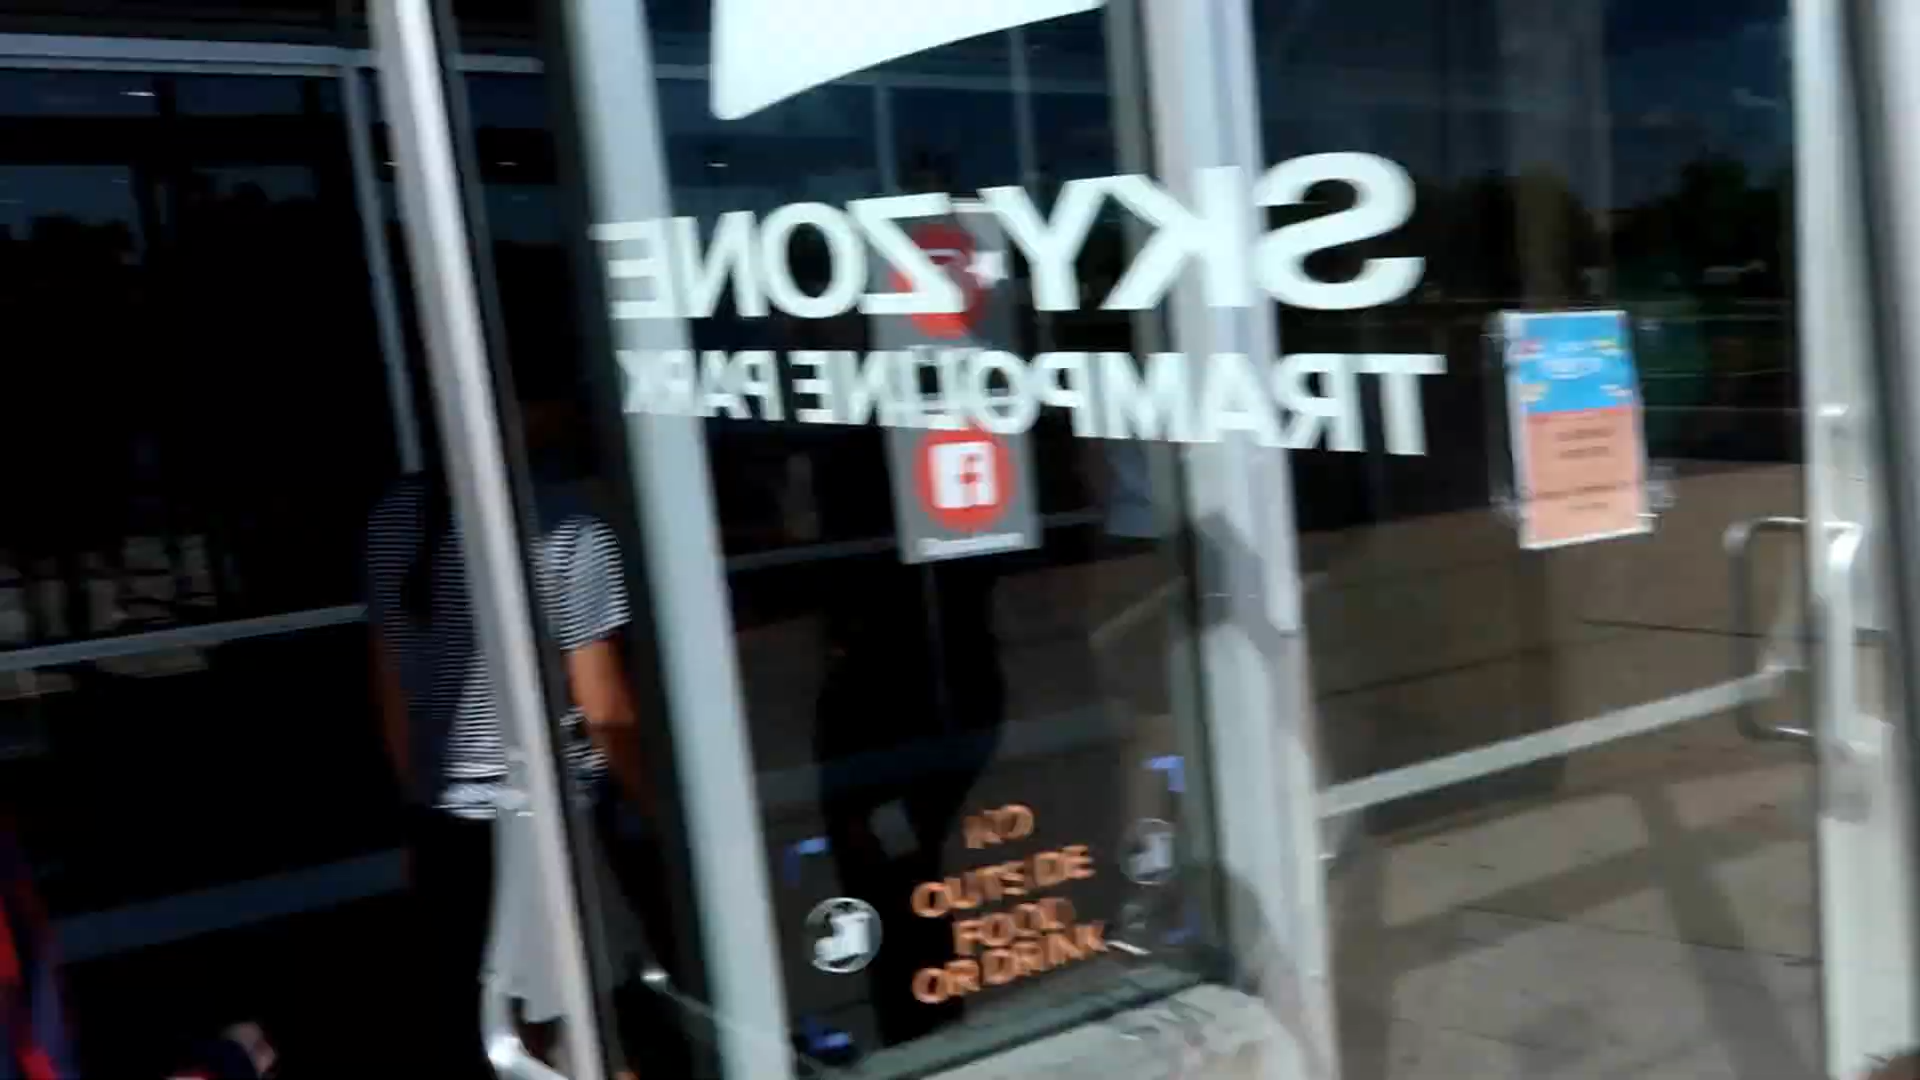 SKY ZONE
TRAMPOLINE PARK
NO
OUTSIDE
FOOD
OR DRINK